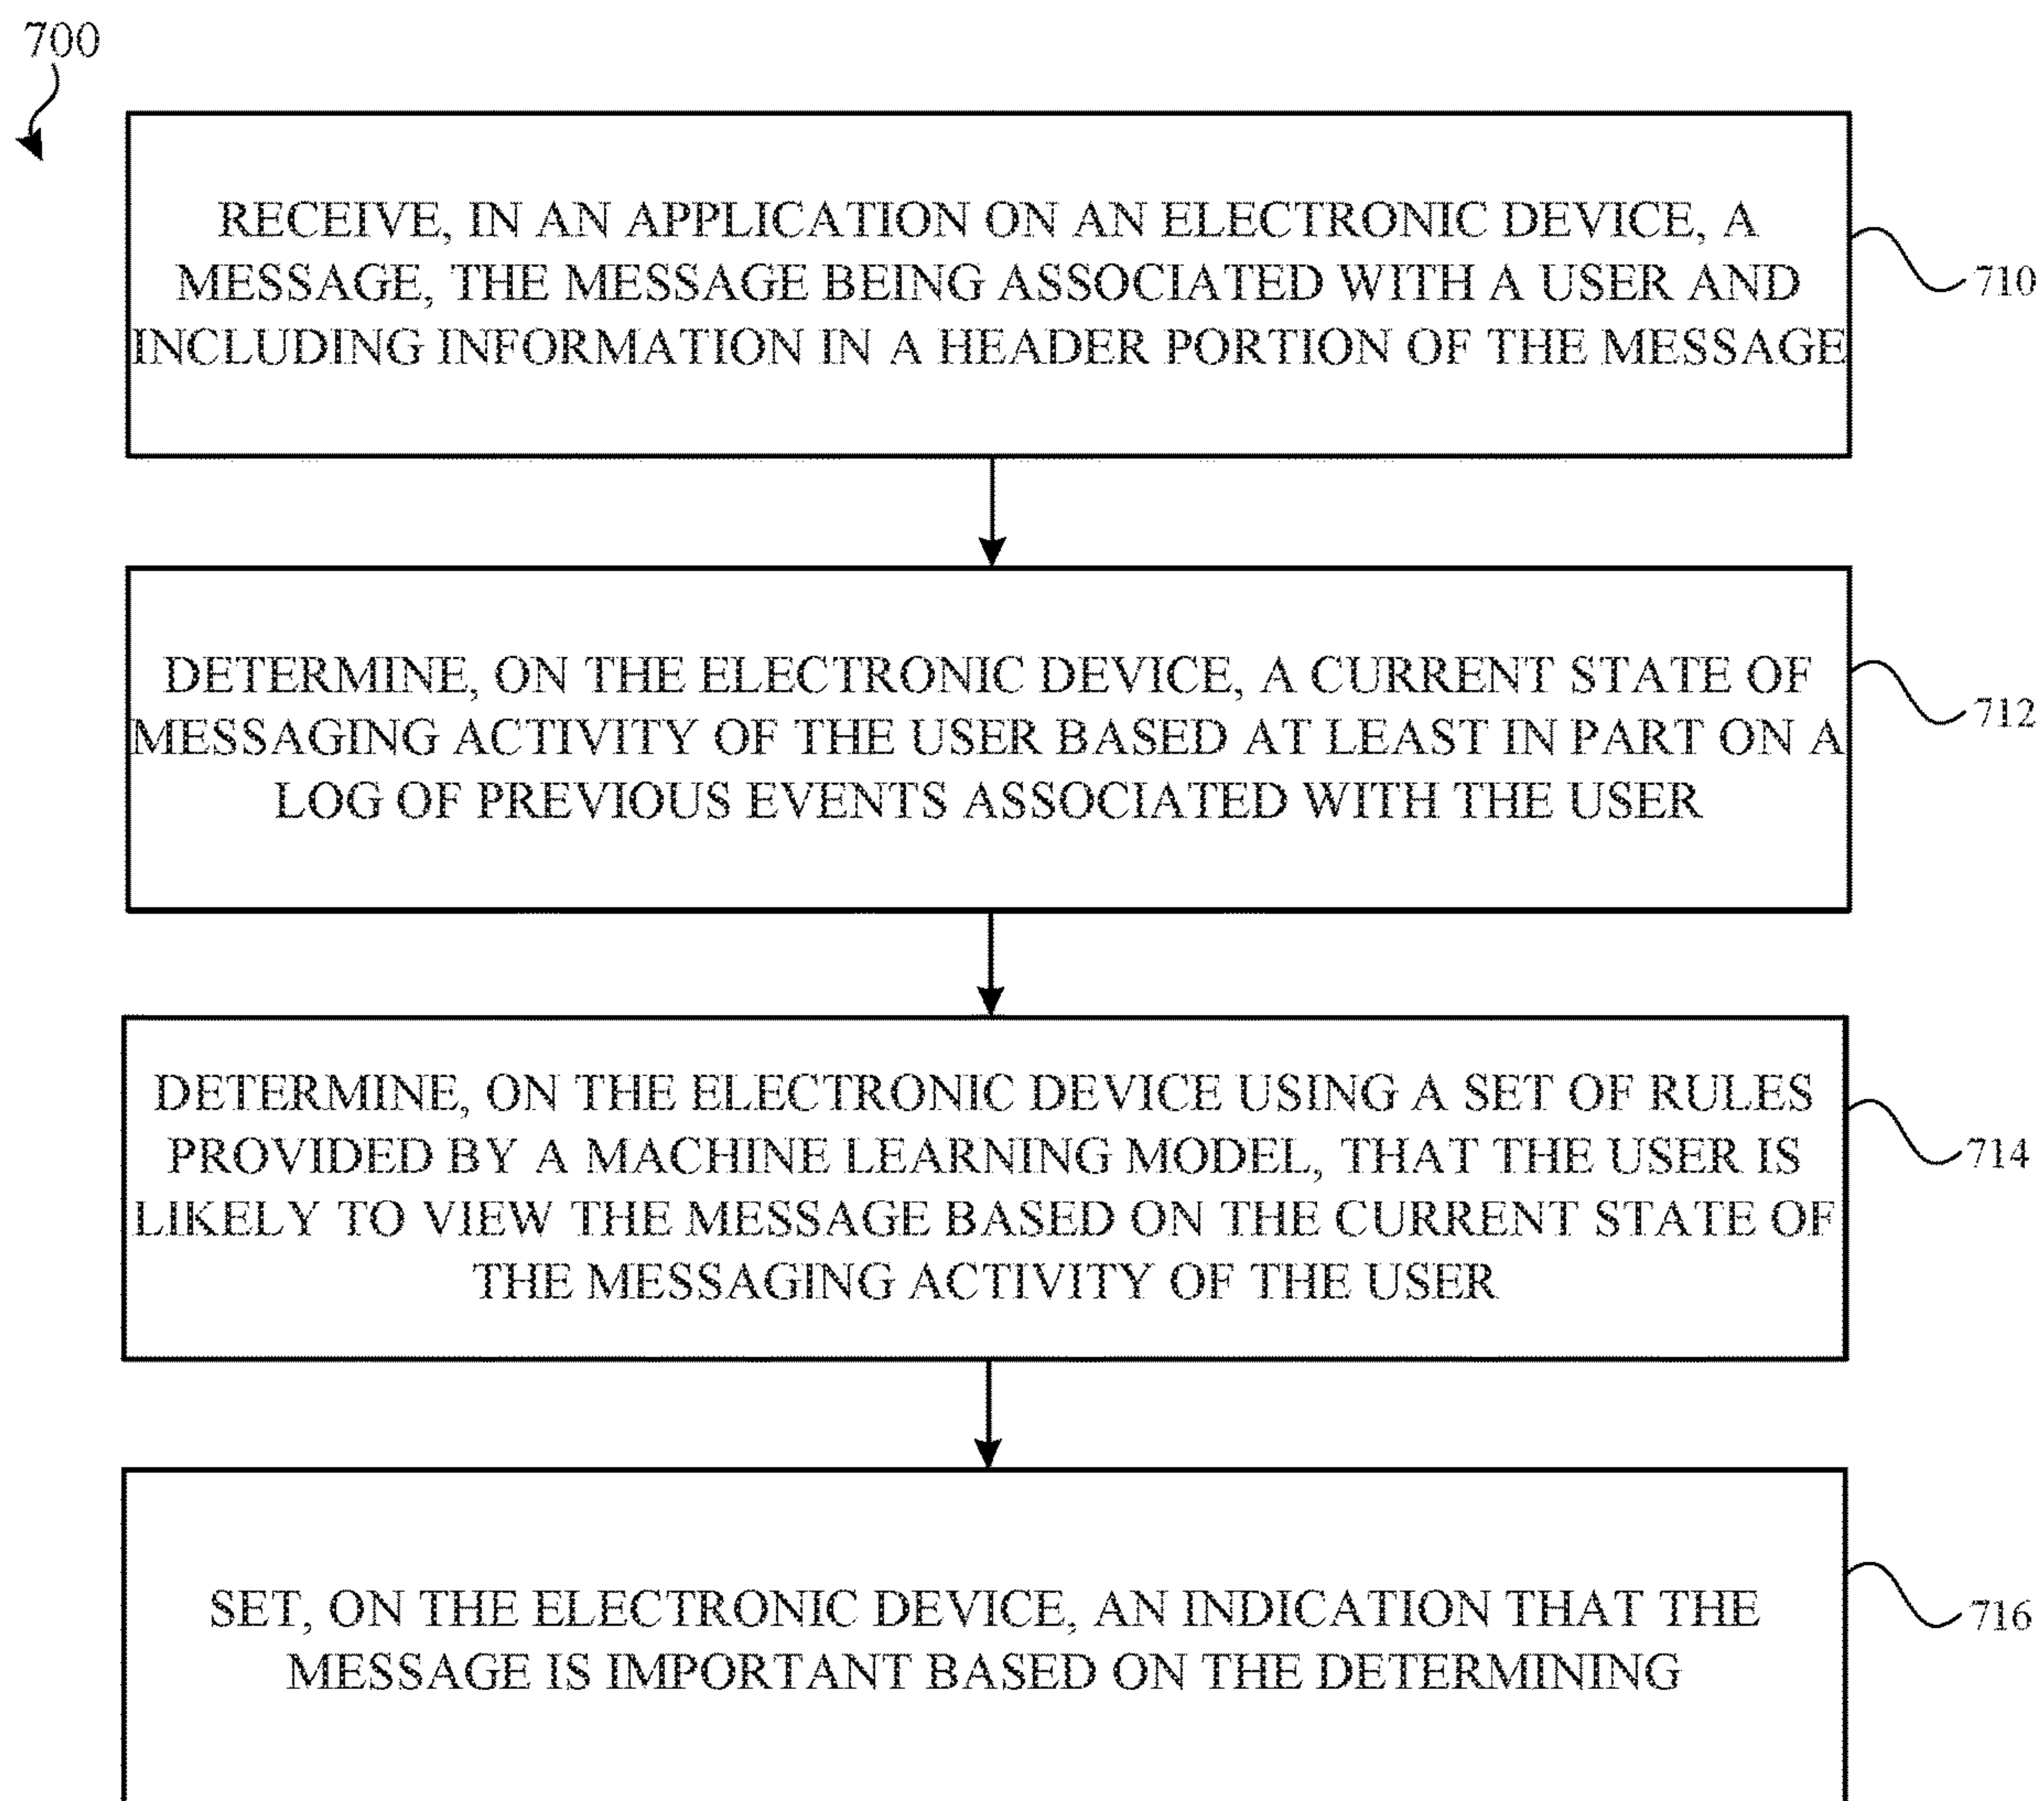 700
RECEIVE, IN AN APPLICATION ON AN ELECTRONIC DEVICE, A
MESSAGE, THE MESSAGE BEING ASSOCIATED WITH A USER AND
INCLUDING INFORMATION IN A HEADER PORTION OF THE MESSAGE
710
DETERMINE, ON THE ELECTRONIC DEVICE, A CURRENT STATE OF
MESSAGING ACTIVITY OF THE USER BASED AT LEAST IN PART ON A
LOG OF PREVIOUS EVENTS ASSOCIATED WITH THE USER
712
DETERMINE, ON THE ELECTRONIC DEVICE USING A SET OF RULES
PROVIDED BY A MACHINE LEARNING MODEL, THAT THE USER IS
LIKELY TO VIEW THE MESSAGE BASED ON THE CURRENT STATE OF
THE MESSAGING ACTIVITY OF THE USER
714
SET, ON THE ELECTRONIC DEVICE, AN INDICATION THAT THE
MESSAGE IS IMPORTANT BASED ON THE DETERMINING
716